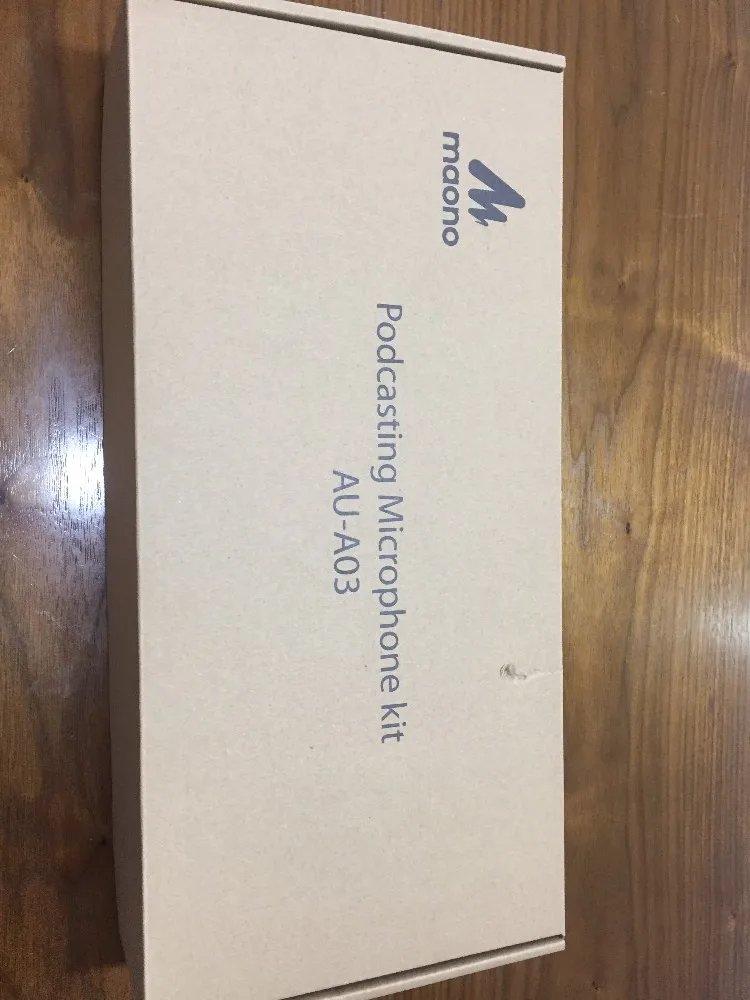 maono
Podcasting Microphone kit
AU-A03